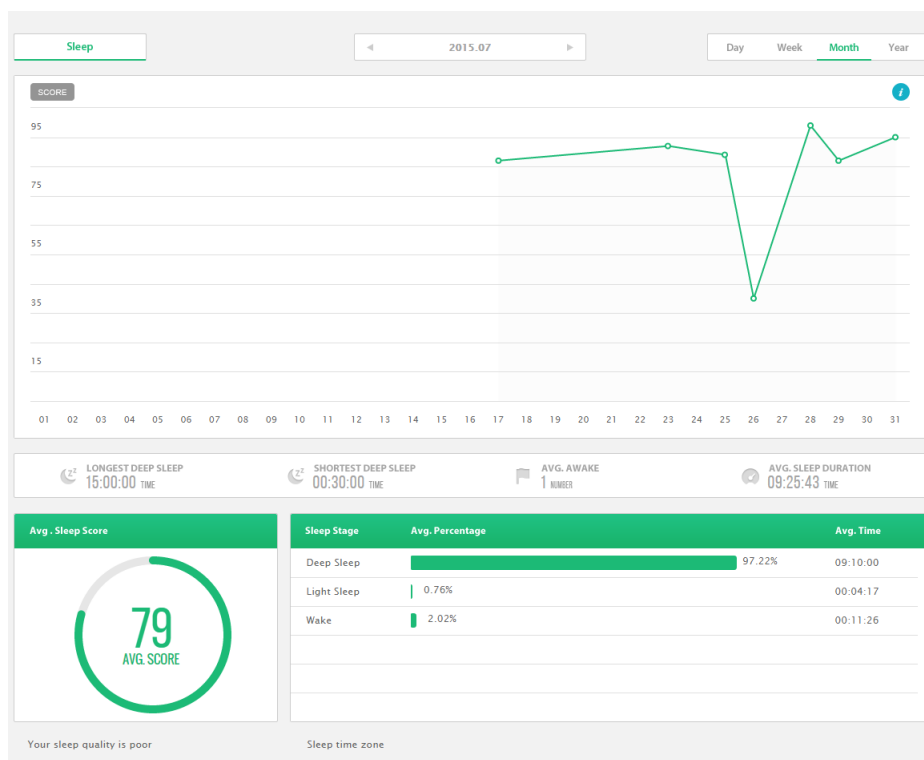 Sleep
2015.07
Day Week Month Year
SCORE
i
95
75
55
35
15
01 02 03 04 05 06 07 08 09 10 11 12 13 14 15 16 17 18 19 20 21 22 23 24 25 26 27 28 29 30 31
LONGEST DEEP SLEEP
15:00:00 TIME
SHORTEST DEEP SLEEP
00:30:00 TIME
AVG. AWAKE
1 NUMBER
AVG. SLEEP DURATION
09:25:43 TIME
Avg . Sleep Score
79
AVG. SCORE
Sleep Stage Avg. Percentage Avg. Time
Deep Sleep 97.22% 09:10:00
Light Sleep 0.76% 00:04:17
Wake 2.02% 00:11:26
Your sleep quality is poor
Sleep time zone